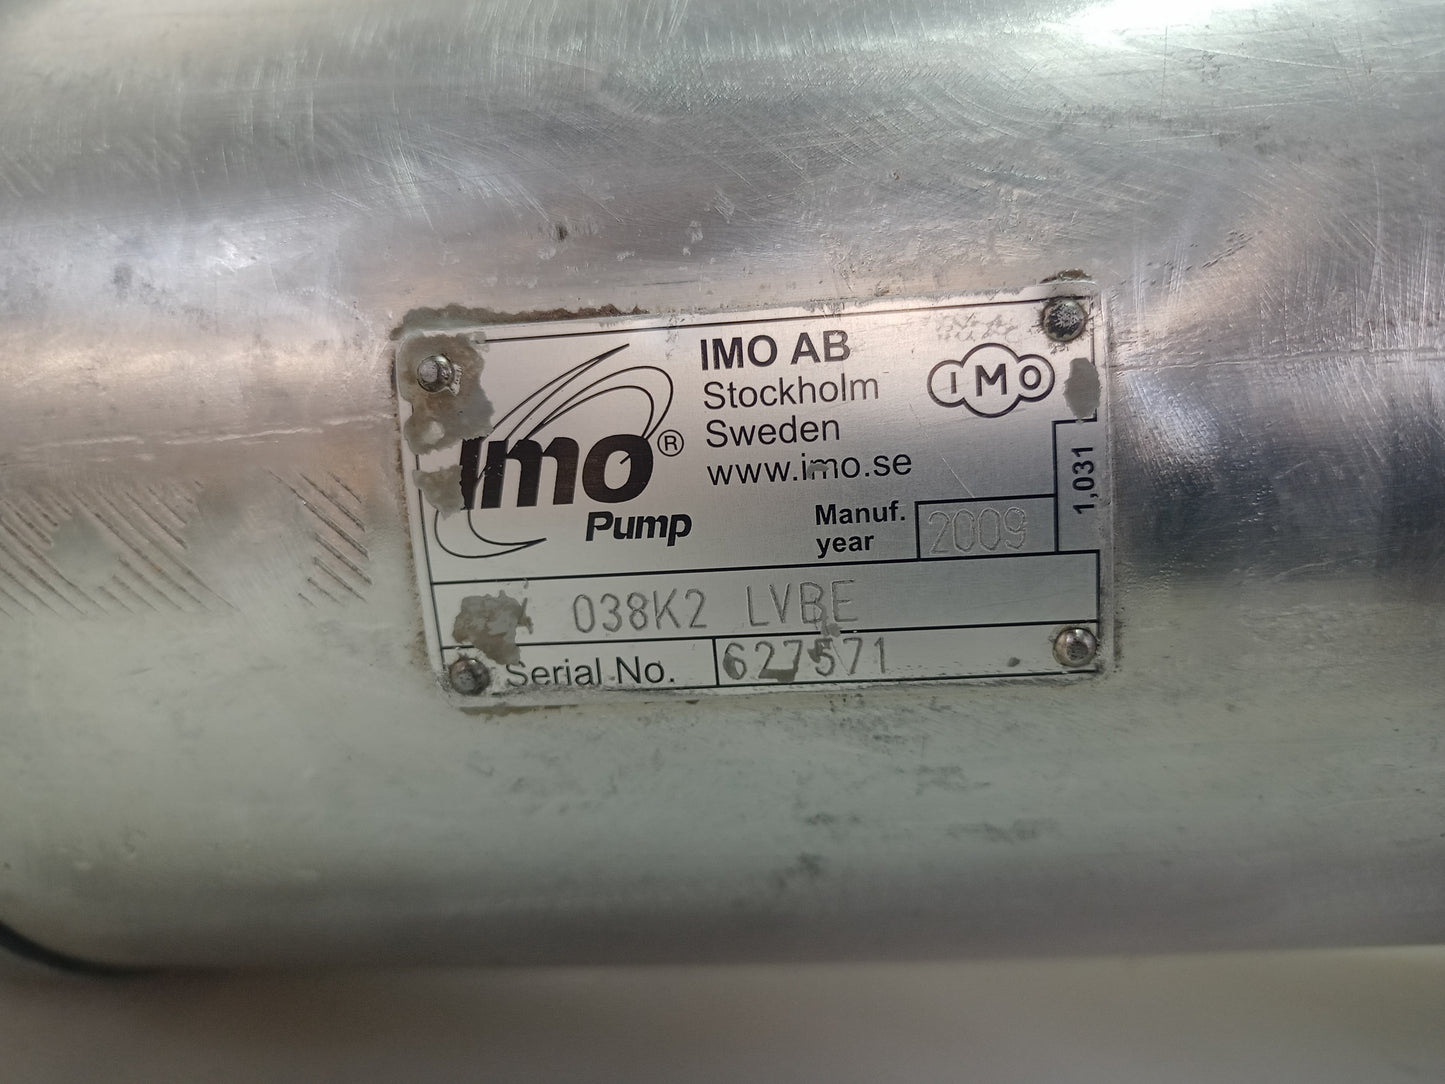 IMO AB
Stockholm
Sweden
www.imo.se
imo®
Pump
IMO
1,031
Manuf.
year
2009
038K2 LVBE
Serial No.
627571